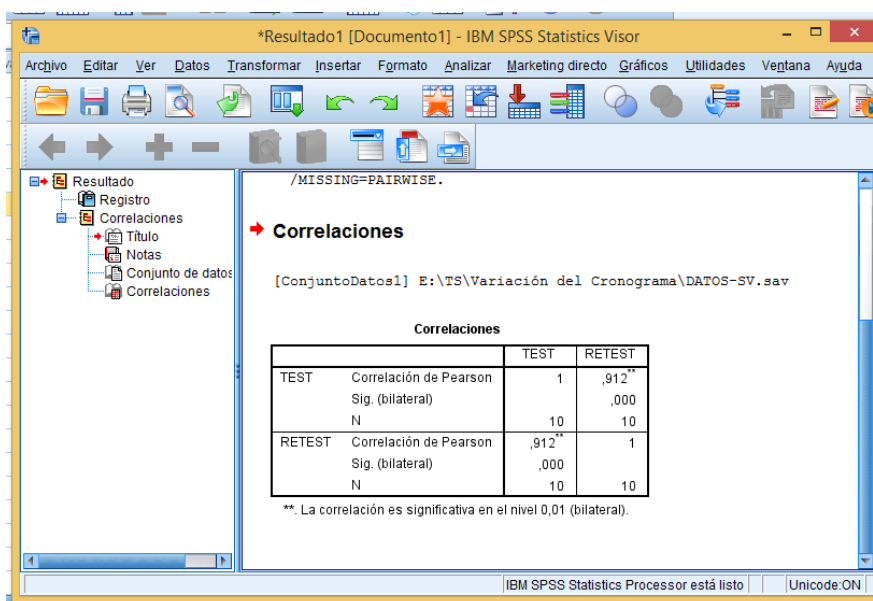 *Resultado1 [Documento1] - IBM SPSS Statistics Visor
Archivo Editar Ver Datos Transformar Insertar Formato Analizar Marketing directo Gráficos Utilidades Ventana Ayuda
Resultado
Registro
Correlaciones
Título
Notas
Conjunto de datos
Correlaciones
/MISSING=PAIRWISE.
Correlaciones
[ConjuntoDatos1] E:\TS\Variación del Cronograma\DATOS-SV.sav
Correlaciones
TEST RETEST
TEST Correlación de Pearson 1 ,912**
Sig. (bilateral) ,000
N 10 10
RETEST Correlación de Pearson ,912** 1
Sig. (bilateral) ,000
N 10 10
**. La correlación es significativa en el nivel 0,01 (bilateral).
IBM SPSS Statistics Processor está listo Unicode:ON